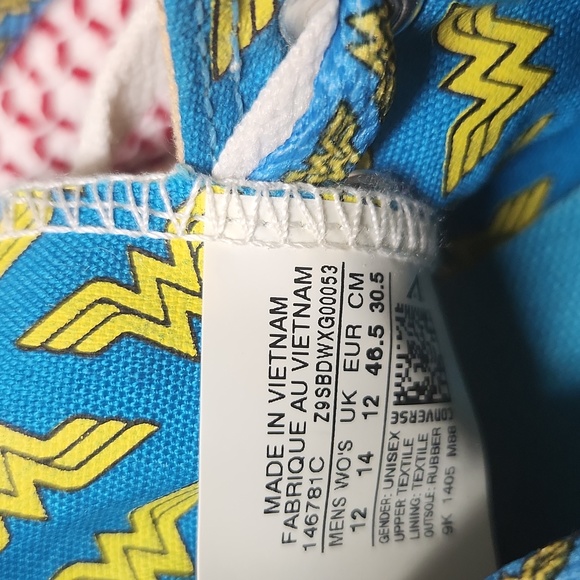 MADE IN VIETNAM
FABRIQUE AU VIETNAM
146781C Z9SBDWXG00053
MENS WO'S UK EUR CM
12 14 12 46.5 30.5
GENDER: UNISEX
UPPER: TEXTILE
LINING: TEXTILE
OUTSOLE: RUBBER
9K 1405 M88
CONVERSE